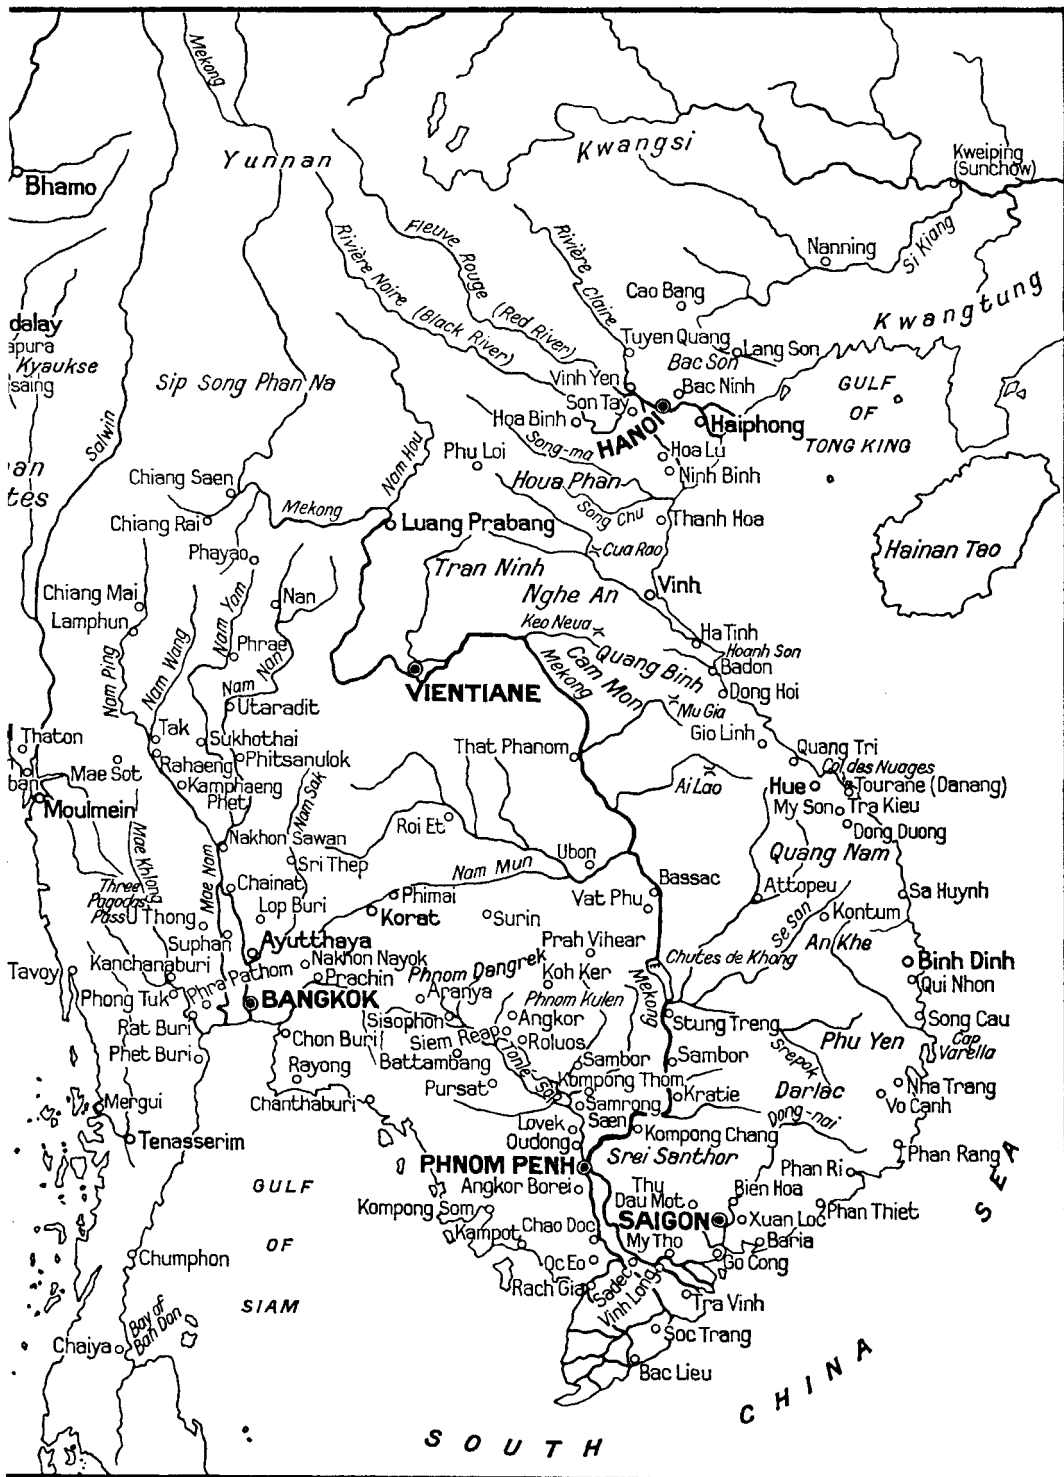 Mekong
Yunnan
Kwangsi
Kweiping
(Sunchow)
Bhamo
Rivière Noire (Black River)
Fleuve Rouge (Red River)
Rivière Claire
Nanning
Si Kiang
Cao Bang
Kwangtung
dalay
apura
Kyaukse
saing
Tuyen Quang
Bac Son
Lang Son
Sip Song Phan Na
Vinh Yen
Bac Ninh
GULF
OF
TONG KING
Son Tay
Hoa Binh
HANOI
Haiphong
Salwin
Song-ma
Hoa Lu
Phu Loi
Nam Hou
Ninh Binh
an
tes
Chiang Saen
Houa Phan
Mekong
Song Chu
Chiang Rai
Luang Prabang
Thanh Hoa
Phayao
Cua Rao
Hainan Tao
Tran Ninh
Chiang Mai
Nan
Nghe An
Vinh
Lamphun
Nam Yom
Keo Neua
Ha Tinh
Phrae
Hoanh Son
Nam Ping
Nam Wang
Nam Nan
Quang Binh
Badon
VIENTIANE
Mekong
Cam Mon
Dong Hoi
Utaradit
Mu Gia
Thaton
Tak
Sukhothai
That Phanom
Gio Linh
Quang Tri
ban
Mae Sot
Rahaeng
Phitsanulok
Col des Nuages
Kamphaeng
Phet
Ai Lao
Hue
Tourane (Danang)
Moulmein
Nam Sak
My Son
Tra Kieu
Roi Et
Dong Duong
Mae Khlong
Mae Nam
Nakhon Sawan
Quang Nam
Sri Thep
Nam Mun
Ubon
Three
Pagodas
Pass
Chainat
Phimai
Bassac
Attopeu
Sa Huynh
U Thong
Lop Buri
Korat
Surin
Vat Phu
Se San
Kontum
Suphan
Ayutthaya
Prah Vihear
An Khe
Tavoy
Kanchanaburi
Nakhon Nayok
Chutes de Khong
Binh Dinh
Phra Pathom
Prachin
Phnom Dangrek
Koh Ker
Qui Nhon
Phong Tuk
BANGKOK
Aranya
Phnom Kulen
Mekong
Song Cau
Rat Buri
Sisophon
Angkor
Stung Treng
Cap
Varella
Chon Buri
Siem Reap
Roluos
Phu Yen
Phet Buri
Battambang
Tonle Sap
Sambor
Sambor
Srepok
Rayong
Pursat
Kompong Thom
Darlac
Nha Trang
Mergui
Chanthaburi
Samrong
Saen
Kratie
Dong-nai
Vo Canh
Lovek
Tenasserim
Oudong
Kompong Chang
PHNOM PENH
Srei Santhor
Phan Rang
Phan Ri
GULF
OF
SIAM
Angkor Borei
Thu
Dau Mot
Bien Hoa
Kompong Som
Chao Doc
SAIGON
Xuan Loc
Phan Thiet
Kampot
My Tho
Baria
Chumphon
Oc Eo
Go Cong
Rach Gia
Sadec
Vinh Long
Tra Vinh
Bay of
Ban Don
Chaiya
Soc Trang
Bac Lieu
SOUTH CHINA SEA